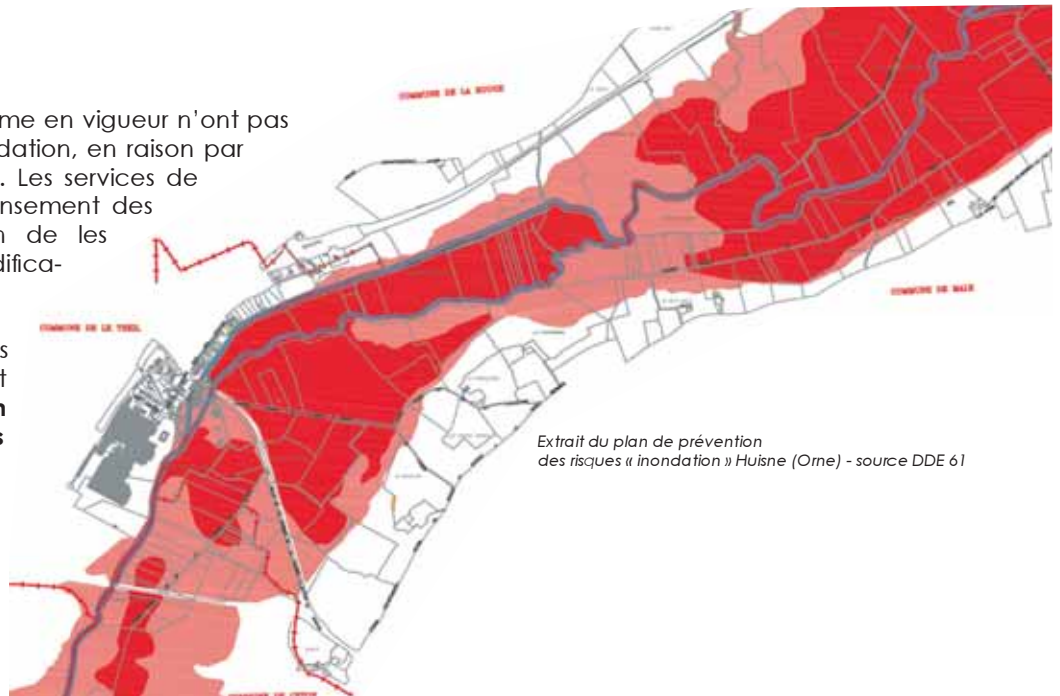 me en vigueur n’ont pas
dation, en raison par
. Les services de
nsement des
n de les
difica-
s
t
n
s
COMMUNE DE LA ROUGE
COMMUNE DE LE THEIL
COMMUNE DE MALE
Extrait du plan de prévention
des risques « inondation » Huisne (Orne) - source DDE 61